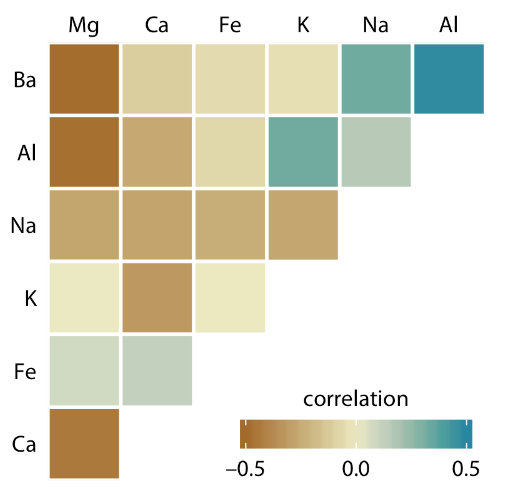 Mg Ca Fe K Na Al
Ba
Al
Na
K
Fe
Ca
correlation
−0.5 0.0 0.5